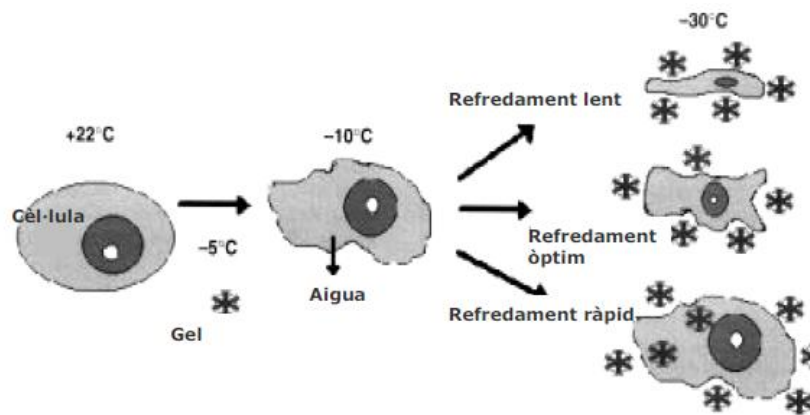 +22°C
Cèl·lula
-5°C
Gel
-10°C
Aigua
Refredament lent
Refredament
òptim
Refredament ràpid
-30°C